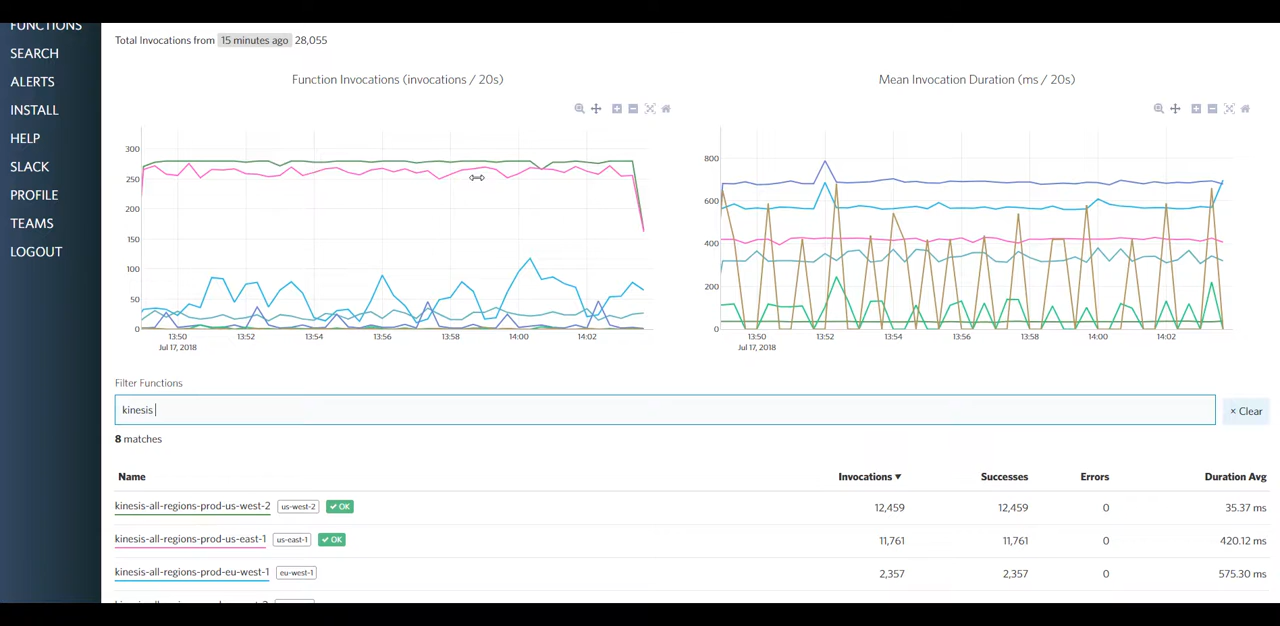 FUNCTIONS
SEARCH
ALERTS
INSTALL
HELP
SLACK
PROFILE
TEAMS
LOGOUT
Total Invocations from 15 minutes ago 28,055
Function Invocations (invocations / 20s)
300
250
200
150
100
50
0
13:50 13:52 13:54 13:56 13:58 14:00 14:02
Jul 17, 2018
Mean Invocation Duration (ms / 20s)
800
600
400
200
0
13:50 13:52 13:54 13:56 13:58 14:00 14:02
Jul 17, 2018
Filter Functions
kinesis
× Clear
8 matches
Name Invocations ▼ Successes Errors Duration Avg
kinesis-all-regions-prod-us-west-2 us-west-2 ✓ OK 12,459 12,459 0 35.37 ms
kinesis-all-regions-prod-us-east-1 us-east-1 ✓ OK 11,761 11,761 0 420.12 ms
kinesis-all-regions-prod-eu-west-1 eu-west-1 2,357 2,357 0 575.30 ms